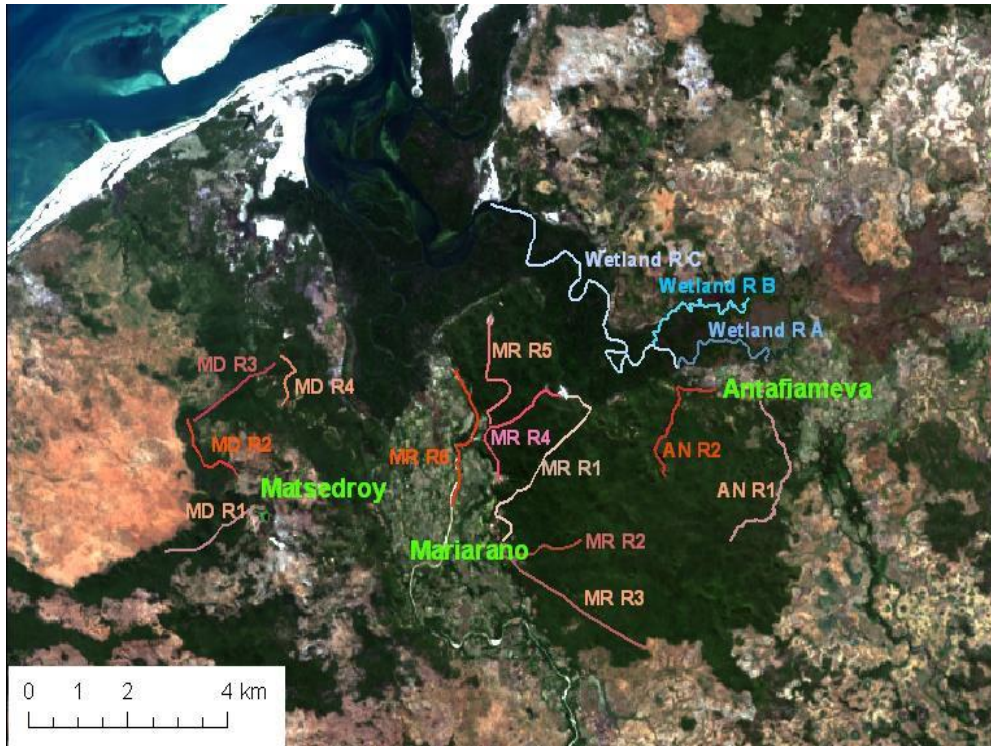 Wetland R C
Wetland R B
Wetland R A
MR R5
MD R3
MD R4
Antafiameva
MR R4
MD R2
MR R6
MR R1
AN R2
Matsedroy
AN R1
MD R1
Mariarano
MR R2
MR R3
0 1 2 4 km